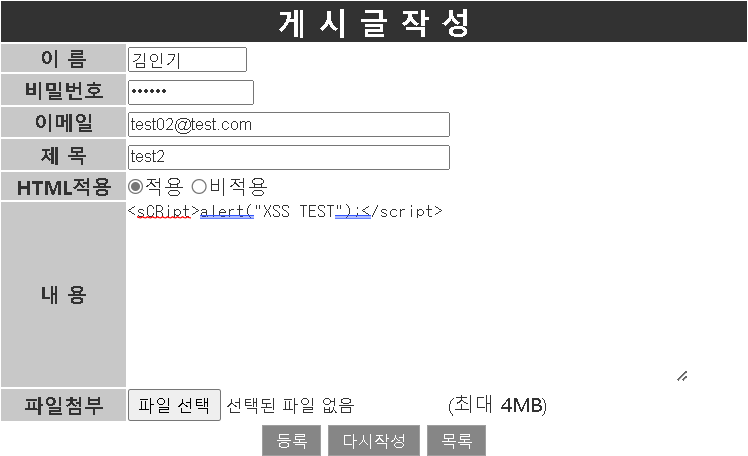 게 시 글 작 성
이 름 김인기
비밀번호 ••••••
이메일 test02@test.com
제 목 test2
HTML적용 적용 비적용
<sCRipt>alert("XSS TEST");</script>
내 용
파일첨부 파일 선택 선택된 파일 없음 (최대 4MB)
등록 다시작성 목록